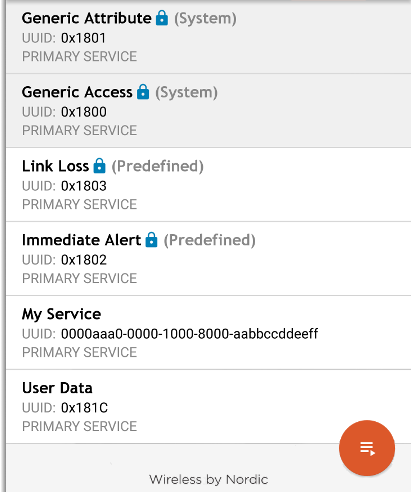 Generic Attribute (System)
UUID: 0x1801
PRIMARY SERVICE
Generic Access (System)
UUID: 0x1800
PRIMARY SERVICE
Link Loss (Predefined)
UUID: 0x1803
PRIMARY SERVICE
Immediate Alert (Predefined)
UUID: 0x1802
PRIMARY SERVICE
My Service
UUID: 0000aaa0-0000-1000-8000-aabbccddeeff
PRIMARY SERVICE
User Data
UUID: 0x181C
PRIMARY SERVICE
Wireless by Nordic